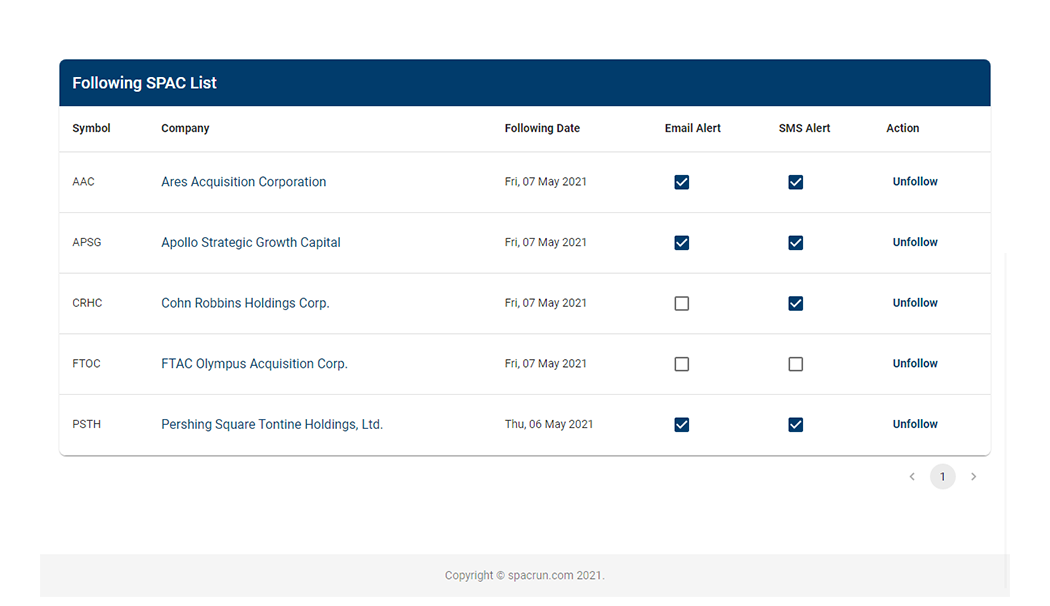 Following SPAC List
Symbol Company Following Date Email Alert SMS Alert Action
AAC Ares Acquisition Corporation Fri, 07 May 2021 Unfollow
APSG Apollo Strategic Growth Capital Fri, 07 May 2021 Unfollow
CRHC Cohn Robbins Holdings Corp. Fri, 07 May 2021 Unfollow
FTOC FTAC Olympus Acquisition Corp. Fri, 07 May 2021 Unfollow
PSTH Pershing Square Tontine Holdings, Ltd. Thu, 06 May 2021 Unfollow
1
Copyright © spacrun.com 2021.